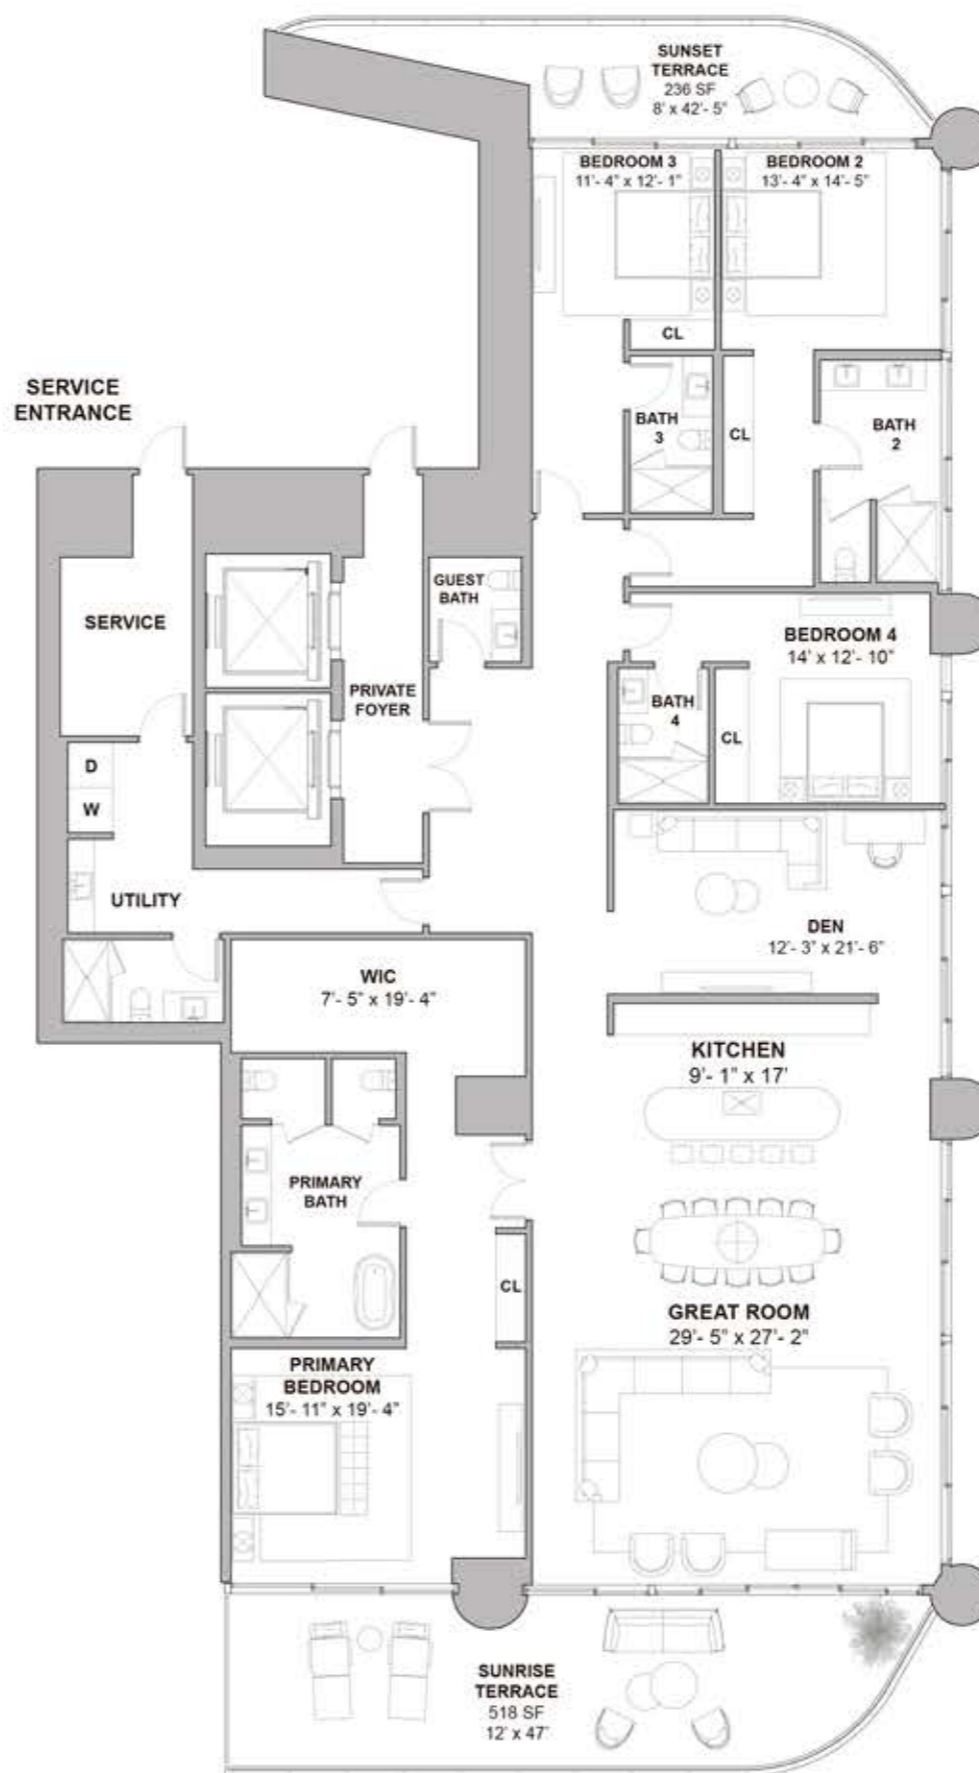 SUNSET
TERRACE
236 SF
8' x 42'- 5"
BEDROOM 3
11'- 4" x 12'- 1"
BEDROOM 2
13'- 4" x 14'- 5"
CL
SERVICE
ENTRANCE
BATH
3
CL
BATH
2
GUEST
BATH
SERVICE
BEDROOM 4
14' x 12'- 10"
PRIVATE
FOYER
BATH
4
CL
D
W
UTILITY
DEN
12'- 3" x 21'- 6"
WIC
7'- 5" x 19'- 4"
KITCHEN
9'- 1" x 17'
PRIMARY
BATH
CL
GREAT ROOM
29'- 5" x 27'- 2"
PRIMARY
BEDROOM
15'- 11" x 19'- 4"
SUNRISE
TERRACE
518 SF
12' x 47'